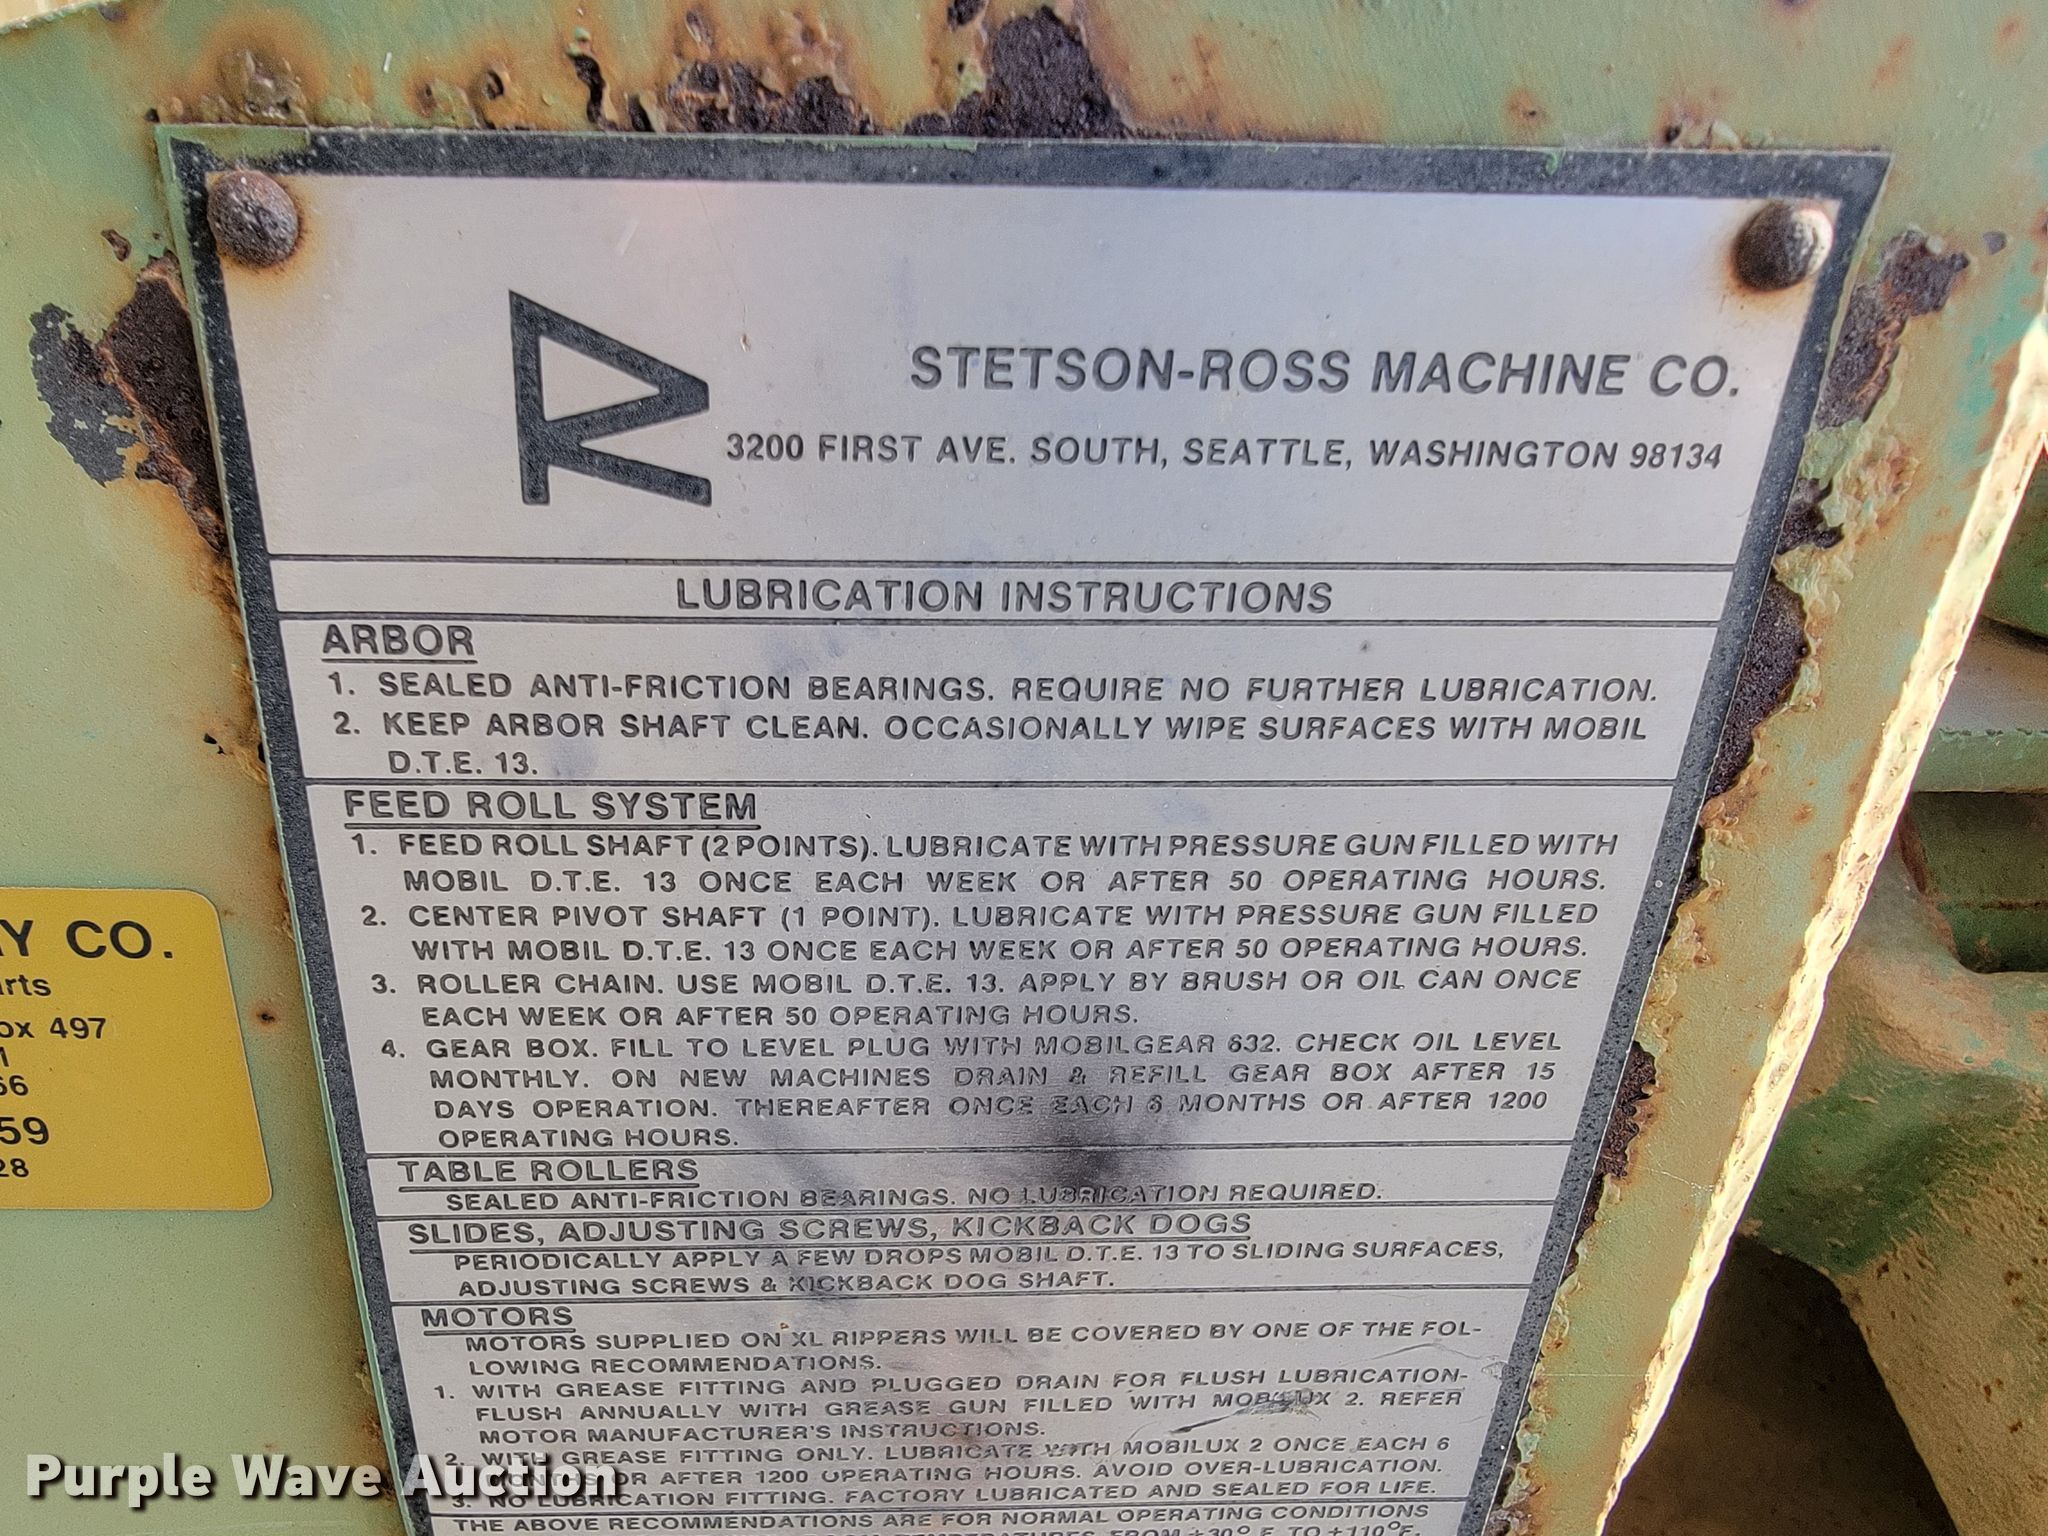 STETSON-ROSS MACHINE CO.
3200 FIRST AVE. SOUTH, SEATTLE, WASHINGTON 98134
LUBRICATION INSTRUCTIONS
ARBOR
1. SEALED ANTI-FRICTION BEARINGS. REQUIRE NO FURTHER LUBRICATION.
2. KEEP ARBOR SHAFT CLEAN. OCCASIONALLY WIPE SURFACES WITH MOBIL
D.T.E. 13.
FEED ROLL SYSTEM
1. FEED ROLL SHAFT (2 POINTS). LUBRICATE WITH PRESSURE GUN FILLED WITH
MOBIL D.T.E. 13 ONCE EACH WEEK OR AFTER 50 OPERATING HOURS.
2. CENTER PIVOT SHAFT (1 POINT). LUBRICATE WITH PRESSURE GUN FILLED
WITH MOBIL D.T.E. 13 ONCE EACH WEEK OR AFTER 50 OPERATING HOURS.
3. ROLLER CHAIN. USE MOBIL D.T.E. 13. APPLY BY BRUSH OR OIL CAN ONCE
EACH WEEK OR AFTER 50 OPERATING HOURS.
4. GEAR BOX. FILL TO LEVEL PLUG WITH MOBILGEAR 632. CHECK OIL LEVEL
MONTHLY. ON NEW MACHINES DRAIN & REFILL GEAR BOX AFTER 15
DAYS OPERATION. THEREAFTER ONCE EACH 6 MONTHS OR AFTER 1200
OPERATING HOURS.
TABLE ROLLERS
SEALED ANTI-FRICTION BEARINGS. NO LUBRICATION REQUIRED.
SLIDES, ADJUSTING SCREWS, KICKBACK DOGS
PERIODICALLY APPLY A FEW DROPS MOBIL D.T.E. 13 TO SLIDING SURFACES,
ADJUSTING SCREWS & KICKBACK DOG SHAFT.
MOTORS
MOTORS SUPPLIED ON XL RIPPERS WILL BE COVERED BY ONE OF THE FOL-
LOWING RECOMMENDATIONS.
1. WITH GREASE FITTING AND PLUGGED DRAIN FOR FLUSH LUBRICATION-
FLUSH ANNUALLY WITH GREASE GUN FILLED WITH MOBILUX 2. REFER
MOTOR MANUFACTURER'S INSTRUCTIONS.
2. WITH GREASE FITTING ONLY. LUBRICATE WITH MOBILUX 2 ONCE EACH 6
MONTHS OR AFTER 1200 OPERATING HOURS. AVOID OVER-LUBRICATION.
3. NO LUBRICATION FITTING. FACTORY LUBRICATED AND SEALED FOR LIFE.
THE ABOVE RECOMMENDATIONS ARE FOR NORMAL OPERATING CONDITIONS
TEMPERATURES FROM +30° F. TO +110° F.
CO.
497
59
28
Purple Wave Auction